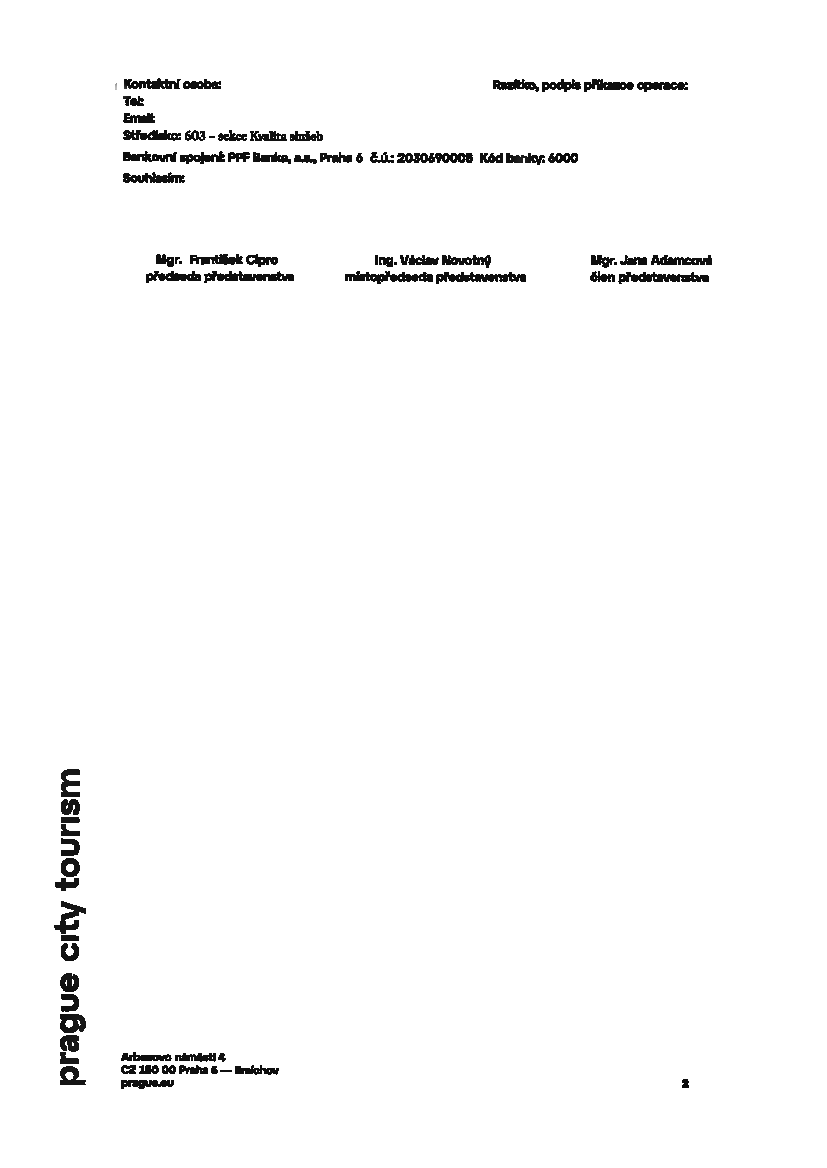 Kontaktní osoba: Razítko, podpis příkazce operace:
Tel:
Email:
Středisko: 603 – sekce Kvalita služeb
Bankovní spojení: PPF Banka, a.s., Praha 6 č.ú.: 2030690005 Kód banky: 6000
Souhlasím:
Mgr. František Cipro Ing. Václav Novotný Mgr. Jana Adamcová
předseda představenstva místopředseda představenstva člen představenstva
prague city tourism
Arbesovo náměstí 4
CZ 150 00 Praha 5 — Smíchov
prague.eu
2